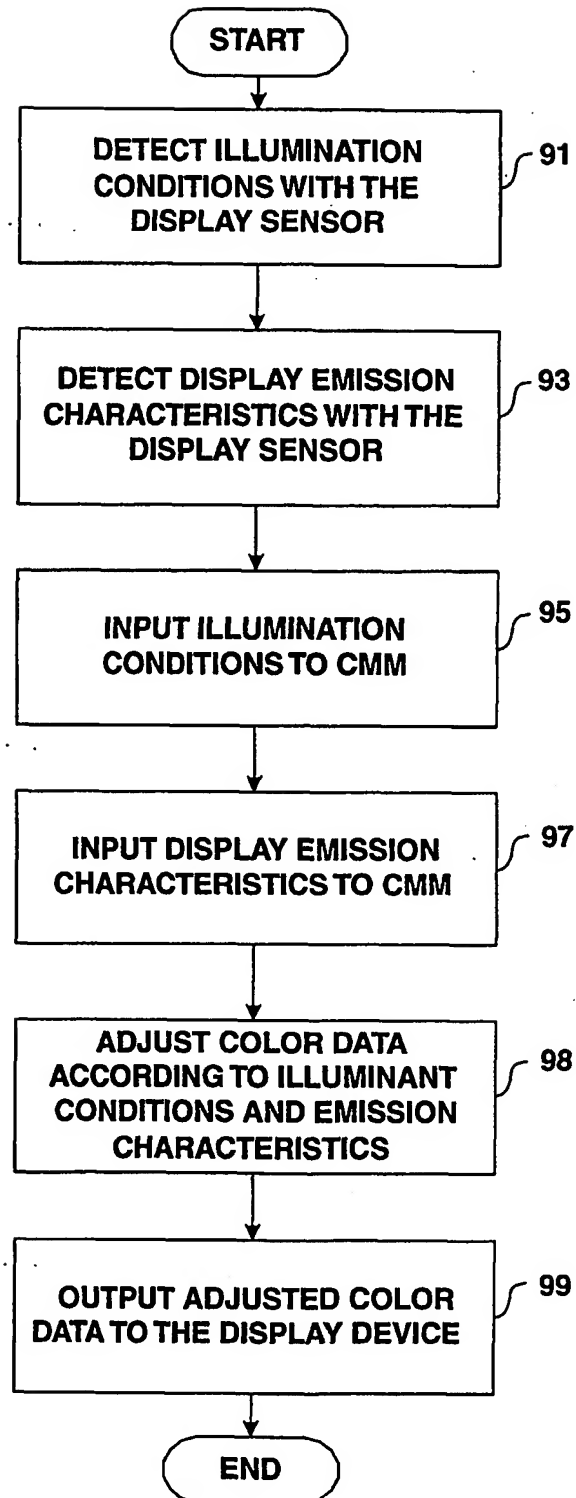 START
DETECT ILLUMINATION
CONDITIONS WITH THE
DISPLAY SENSOR
91
DETECT DISPLAY EMISSION
CHARACTERISTICS WITH THE
DISPLAY SENSOR
93
INPUT ILLUMINATION
CONDITIONS TO CMM
95
INPUT DISPLAY EMISSION
CHARACTERISTICS TO CMM
97
ADJUST COLOR DATA
ACCORDING TO ILLUMINANT
CONDITIONS AND EMISSION
CHARACTERISTICS
98
OUTPUT ADJUSTED COLOR
DATA TO THE DISPLAY DEVICE
99
END